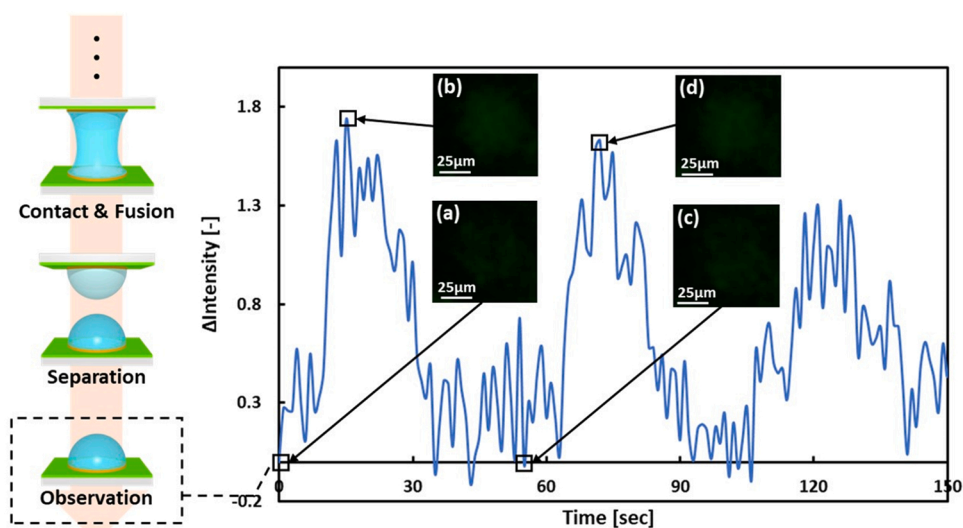 Contact & Fusion
Separation
Observation
ΔIntensity [-]
1.8
1.3
0.8
0.3
-0.2
(b)
25μm
(d)
25μm
(a)
25μm
(c)
25μm
0
30
60
90
120
150
Time [sec]